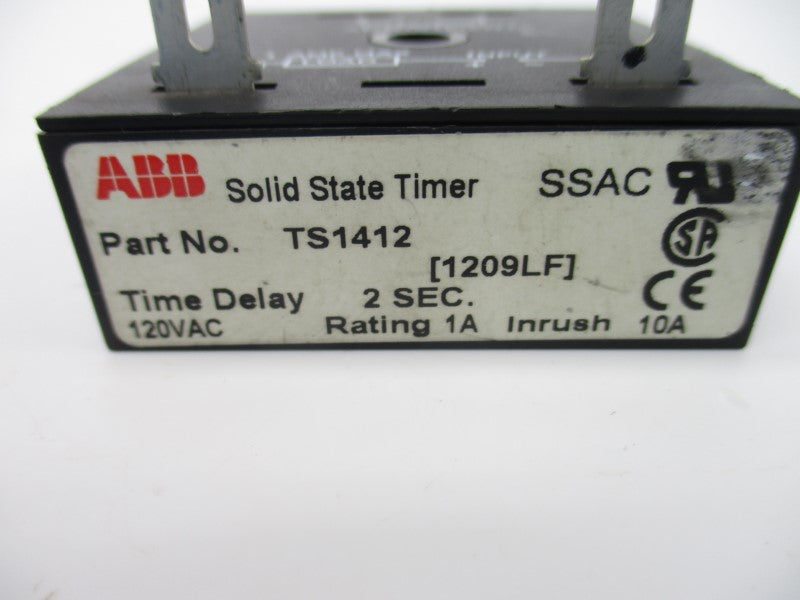 ABB Solid State Timer SSAC
Part No. TS1412
[1209LF]
Time Delay 2 SEC.
120VAC Rating 1A Inrush 10A